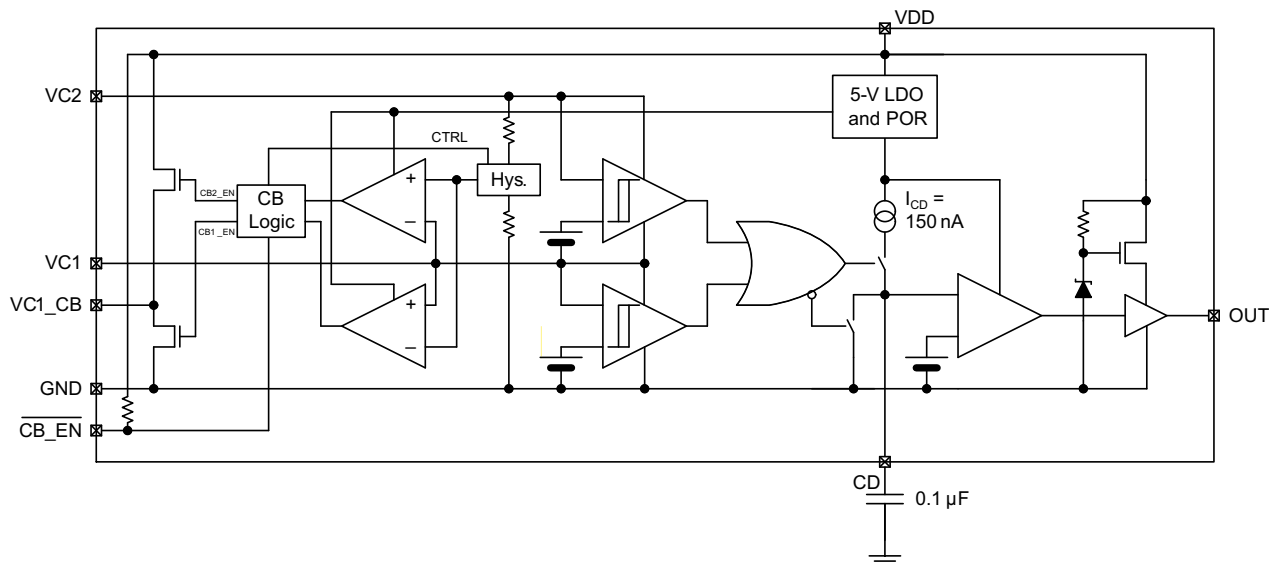 VDD
VC2
5-V LDO
and POR
CTRL
+
Hys.
CB2_EN
CB
Logic
CB1_EN
–
I_CD =
150 nA
VC1
VC1_CB
+
–
OUT
GND
CB_EN
CD
0.1 µF